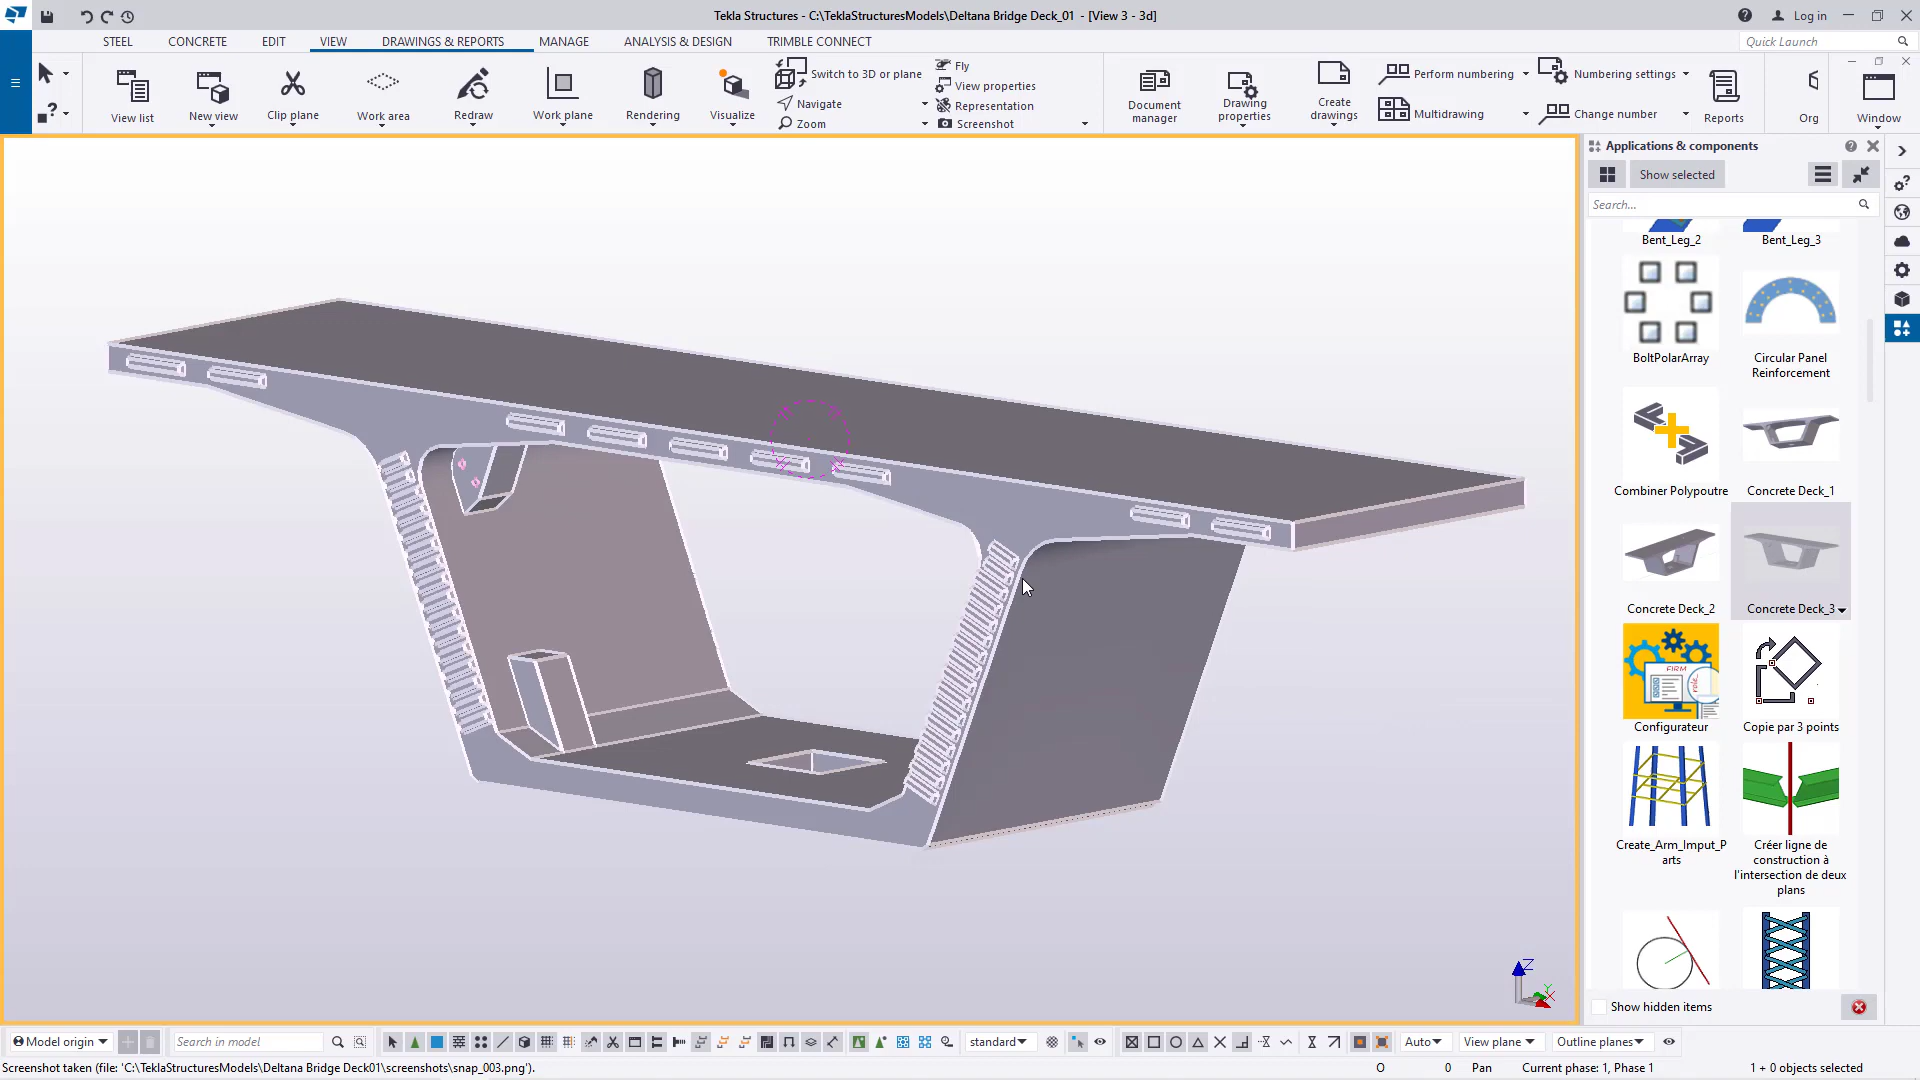 Tekla Structures - C:\TeklaStructuresModels\Deltana Bridge Deck_01 - [View 3 - 3d]
Log in
STEEL CONCRETE EDIT VIEW DRAWINGS & REPORTS MANAGE ANALYSIS & DESIGN TRIMBLE CONNECT
Quick Launch
View list
New view
Clip plane
Work area
Redraw
Work plane
Rendering
Visualize
Switch to 3D or plane
Navigate
Zoom
Fly
View properties
Representation
Screenshot
Document
manager
Drawing
properties
Create
drawings
Perform numbering
Multidrawing
Numbering settings
Change number
Reports
Org
Window
Applications & components
Show selected
Search...
Bent_Leg_2
Bent_Leg_3
BoltPolarArray
Circular Panel
Reinforcement
Combiner Polypoutre
Concrete Deck_1
Concrete Deck_2
Concrete Deck_3
FIRM
Configurateur
Copie par 3 points
Create_Arm_Imput_P
arts
Créer ligne de
construction à
l'intersection de deux
plans
Show hidden items
Z
Y
X
Model origin
Search in model
standard
Auto
View plane
Outline planes
Screenshot taken (file: 'C:\TeklaStructuresModels\Deltana Bridge Deck01\screenshots\snap_003.png').
O 0 Pan Current phase: 1, Phase 1 1 + 0 objects selected